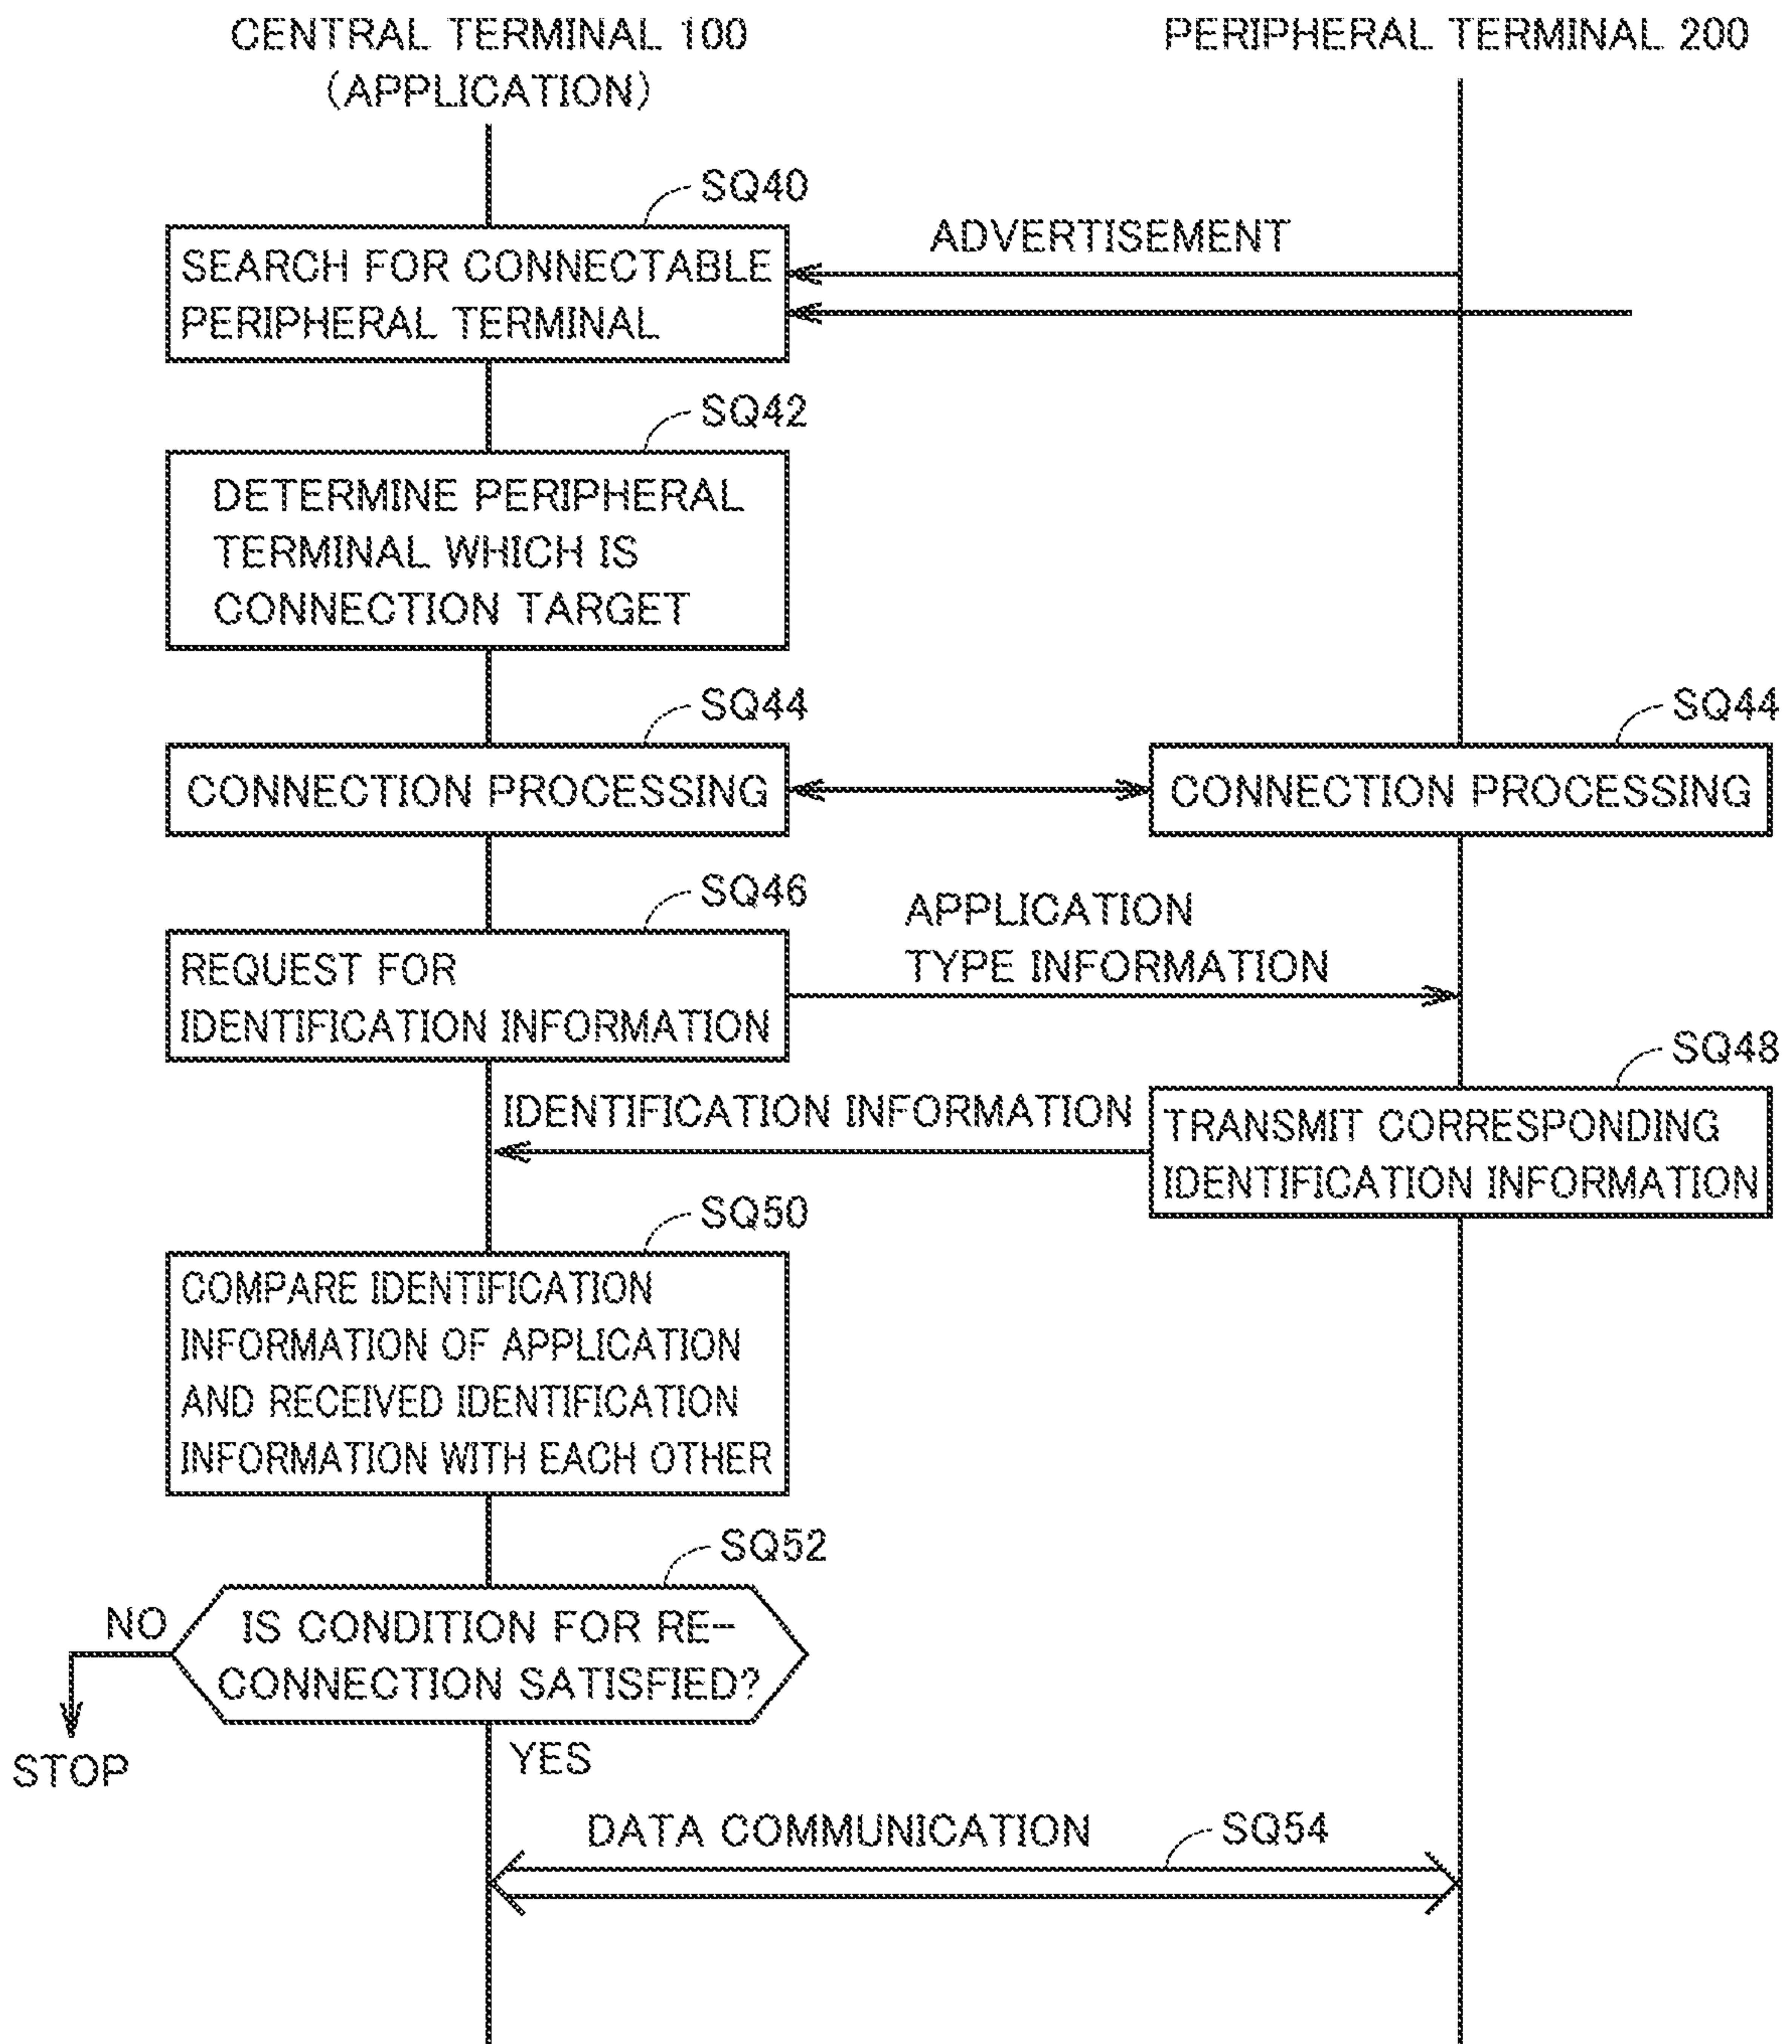 CENTRAL TERMINAL 100
(APPLICATION)
PERIPHERAL TERMINAL 200
SQ40
SEARCH FOR CONNECTABLE
PERIPHERAL TERMINAL
ADVERTISEMENT
SQ42
DETERMINE PERIPHERAL
TERMINAL WHICH IS
CONNECTION TARGET
SQ44
CONNECTION PROCESSING
SQ44
CONNECTION PROCESSING
SQ46
REQUEST FOR
IDENTIFICATION INFORMATION
APPLICATION
TYPE INFORMATION
SQ48
TRANSMIT CORRESPONDING
IDENTIFICATION INFORMATION
IDENTIFICATION INFORMATION
SQ50
COMPARE IDENTIFICATION
INFORMATION OF APPLICATION
AND RECEIVED IDENTIFICATION
INFORMATION WITH EACH OTHER
SQ52
IS CONDITION FOR RE-
CONNECTION SATISFIED?
NO
STOP
YES
DATA COMMUNICATION
SQ54